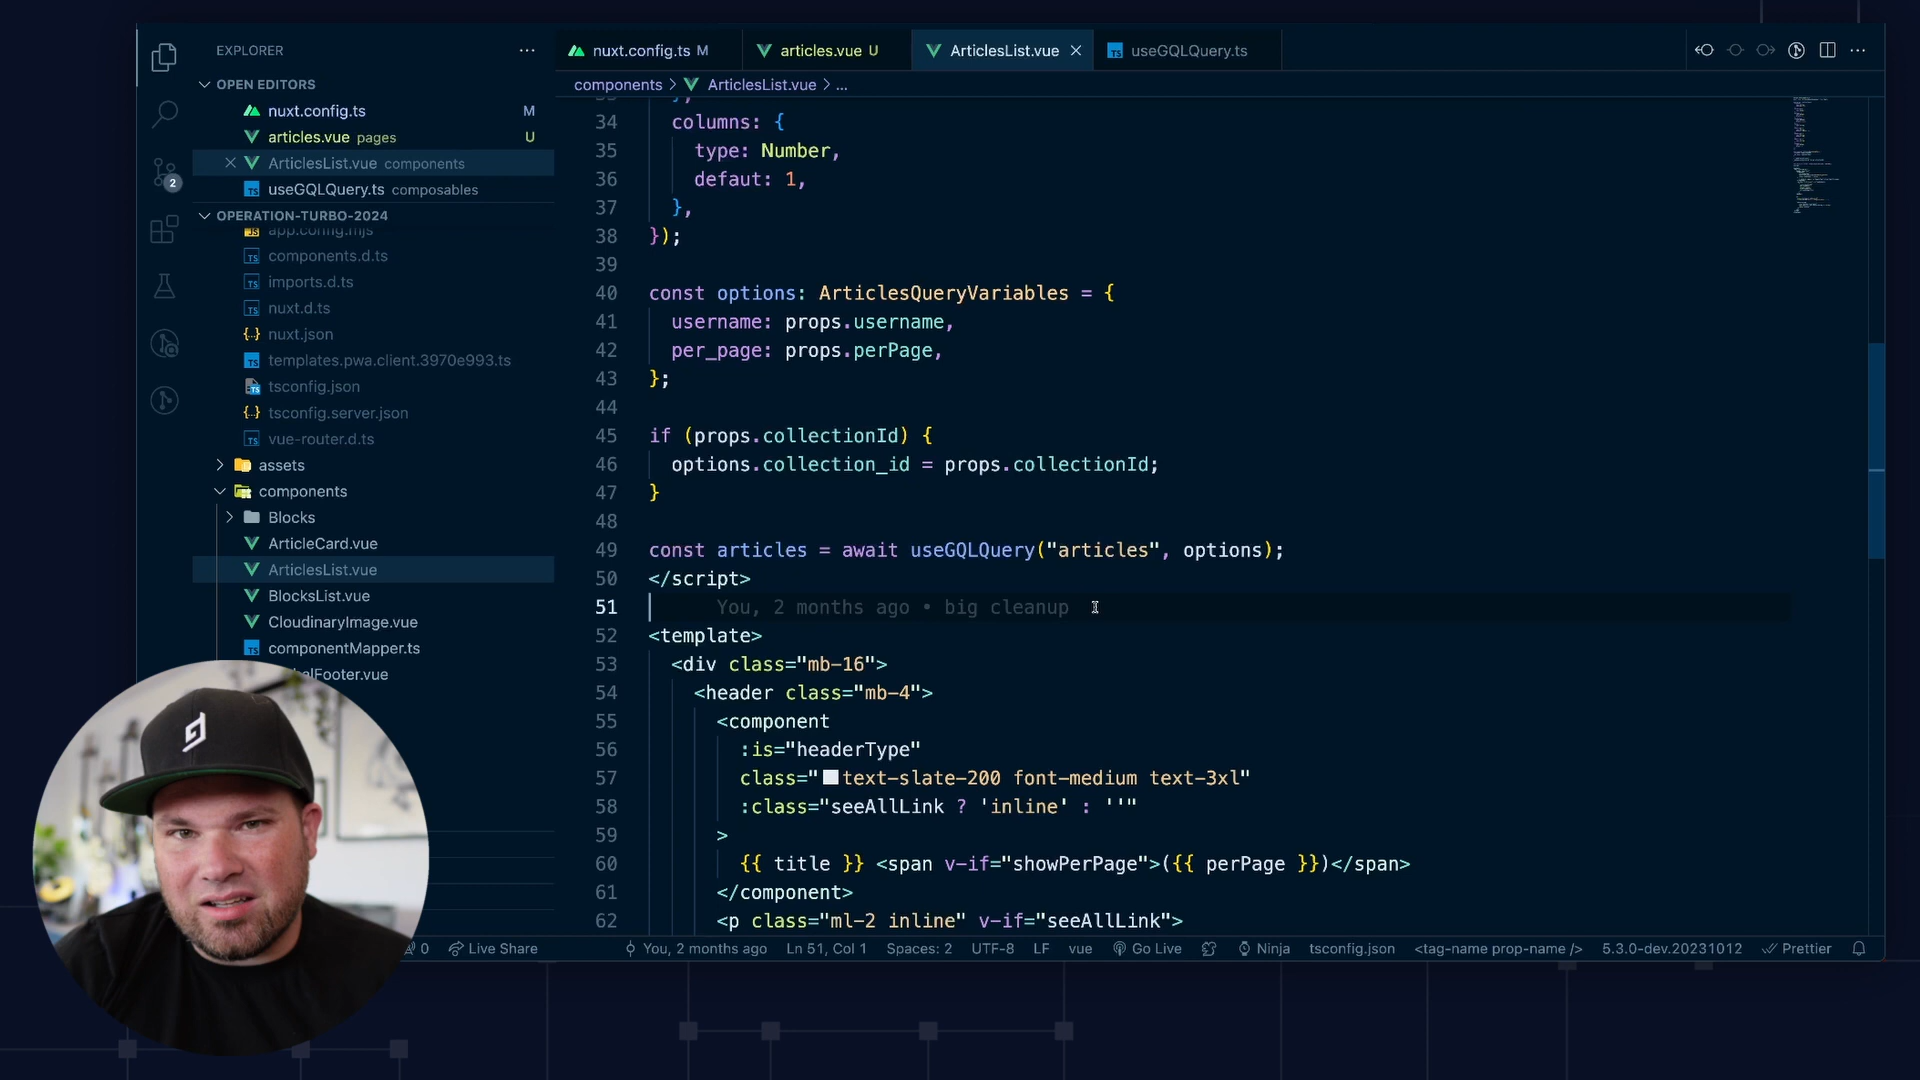 EXPLORER
OPEN EDITORS
nuxt.config.ts M
articles.vue pages U
ArticlesList.vue components
useGQLQuery.ts composables
2
OPERATION-TURBO-2024
app.config.mjs
components.d.ts
imports.d.ts
nuxt.d.ts
nuxt.json
templates.pwa.client.3970e993.ts
tsconfig.json
tsconfig.server.json
vue-router.d.ts
assets
components
Blocks
ArticleCard.vue
ArticlesList.vue
BlocksList.vue
CloudinaryImage.vue
componentMapper.ts
balFooter.vue
nuxt.config.ts M
articles.vue U
ArticlesList.vue
useGQLQuery.ts
components > ArticlesList.vue > ...
34 columns: {
35 type: Number,
36 defaut: 1,
37 },
38 });
39
40 const options: ArticlesQueryVariables = {
41 username: props.username,
42 per_page: props.perPage,
43 };
44
45 if (props.collectionId) {
46 options.collection_id = props.collectionId;
47 }
48
49 const articles = await useGQLQuery("articles", options);
50 </script>
51 You, 2 months ago • big cleanup
52 <template>
53 <div class="mb-16">
54 <header class="mb-4">
55 <component
56 :is="headerType"
57 class="text-slate-200 font-medium text-3xl"
58 :class="seeAllLink ? 'inline' : ''"
59 >
60 {{ title }} <span v-if="showPerPage">({{ perPage }})</span>
61 </component>
62 <p class="ml-2 inline" v-if="seeAllLink">
0 Live Share You, 2 months ago Ln 51, Col 1 Spaces: 2 UTF-8 LF vue Go Live Ninja tsconfig.json <tag-name prop-name /> 5.3.0-dev.20231012 Prettier